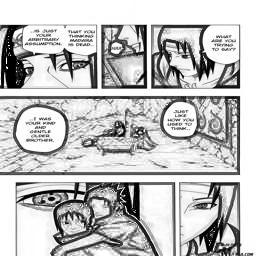 ...IS JUST
YOUR
ARBITRARY
ASSUMPTION.
THAT YOU
THINKING
MADARA
IS DEAD...
WHAT ARE
YOU
TRYING
TO SAY?
JUST
LIKE
HOW YOU
USED TO
THINK...
...I WAS
YOUR KIND
AND
GENTLE
OLDER
BROTHER.